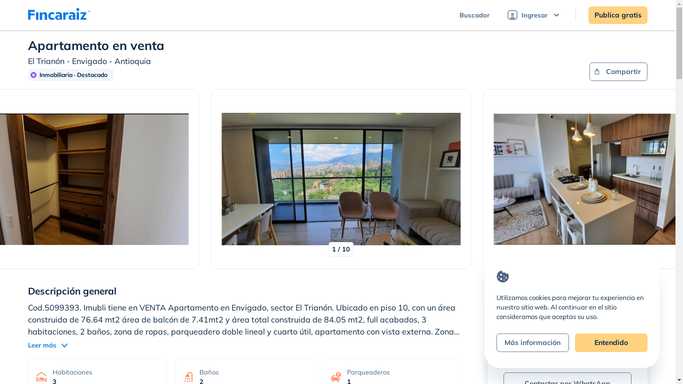 Fincaraiz
Buscador
Ingresar
Publica gratis
Apartamento en venta
El Trianón - Envigado - Antioquia
Inmobiliaria · Destacado
Compartir
1 / 10
Descripción general
Cod.5099393. Imubli tiene en VENTA Apartamento en Envigado, sector El Trianón. Ubicado en piso 10, con un área
construida de 76.64 mt2 área de balcón de 7.41mt2 y área total construida de 84.05 mt2, full acabados, 3
habitaciones, 2 baños, zona de ropas, parqueadero doble lineal y cuarto útil, apartamento con vista externa. Zona...
Leer más
Habitaciones
3
Baños
2
Parqueaderos
1
Utilizamos cookies para mejorar tu experiencia en
nuestro sitio web. Al continuar en el sitio
consideramos que aceptas su uso.
Más información
Entendido
Contactar por WhatsApp